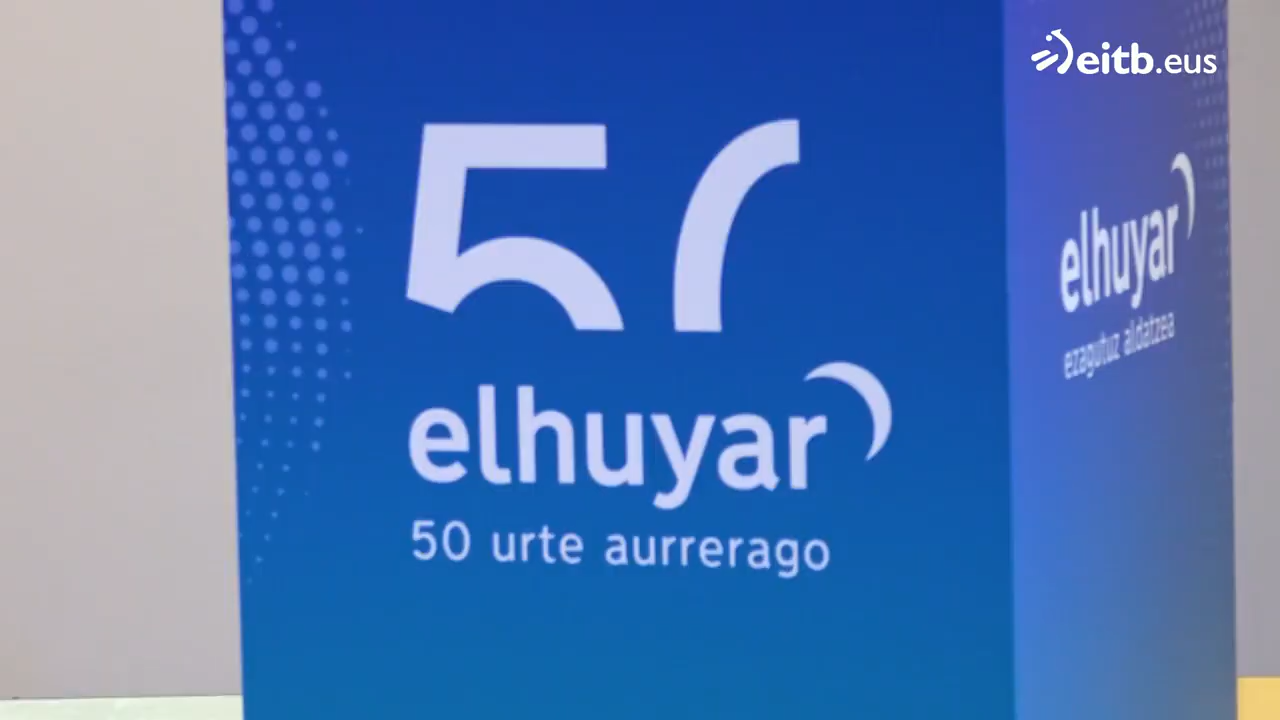 eitb.eus
50
elhuyar
50 urte aurrerago
elhuyar
ezagutuz aldatzea